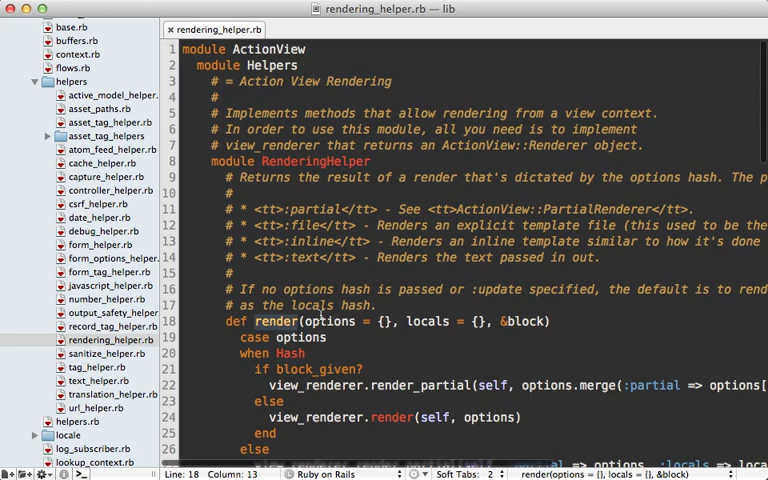 rendering_helper.rb — lib
base.rb
buffers.rb
context.rb
flows.rb
helpers
active_model_helper.
asset_paths.rb
asset_tag_helper.rb
asset_tag_helpers
atom_feed_helper.rb
cache_helper.rb
capture_helper.rb
controller_helper.rb
csrf_helper.rb
date_helper.rb
debug_helper.rb
form_helper.rb
form_options_helper.
form_tag_helper.rb
javascript_helper.rb
number_helper.rb
output_safety_helper
record_tag_helper.rb
rendering_helper.rb
sanitize_helper.rb
tag_helper.rb
text_helper.rb
translation_helper.rb
url_helper.rb
helpers.rb
locale
log_subscriber.rb
lookup_context.rb
× rendering_helper.rb
1 module ActionView
2 module Helpers
3 # = Action View Rendering
4 #
5 # Implements methods that allow rendering from a view context.
6 # In order to use this module, all you need is to implement
7 # view_renderer that returns an ActionView::Renderer object.
8 module RenderingHelper
9 # Returns the result of a render that's dictated by the options hash. The p
10 #
11 # * <tt>:partial</tt> - See <tt>ActionView::PartialRenderer</tt>.
12 # * <tt>:file</tt> - Renders an explicit template file (this used to be the
13 # * <tt>:inline</tt> - Renders an inline template similar to how it's done
14 # * <tt>:text</tt> - Renders the text passed in out.
15 #
16 # If no options hash is passed or :update specified, the default is to rend
17 # as the locals hash.
18 def render(options = {}, locals = {}, &block)
19 case options
20 when Hash
21 if block_given?
22 view_renderer.render_partial(self, options.merge(:partial => options[
23 else
24 view_renderer.render(self, options)
25 end
26 else
Line: 18 Column: 13 Ruby on Rails Soft Tabs: 2 render(options = {}, locals = {}, &block)